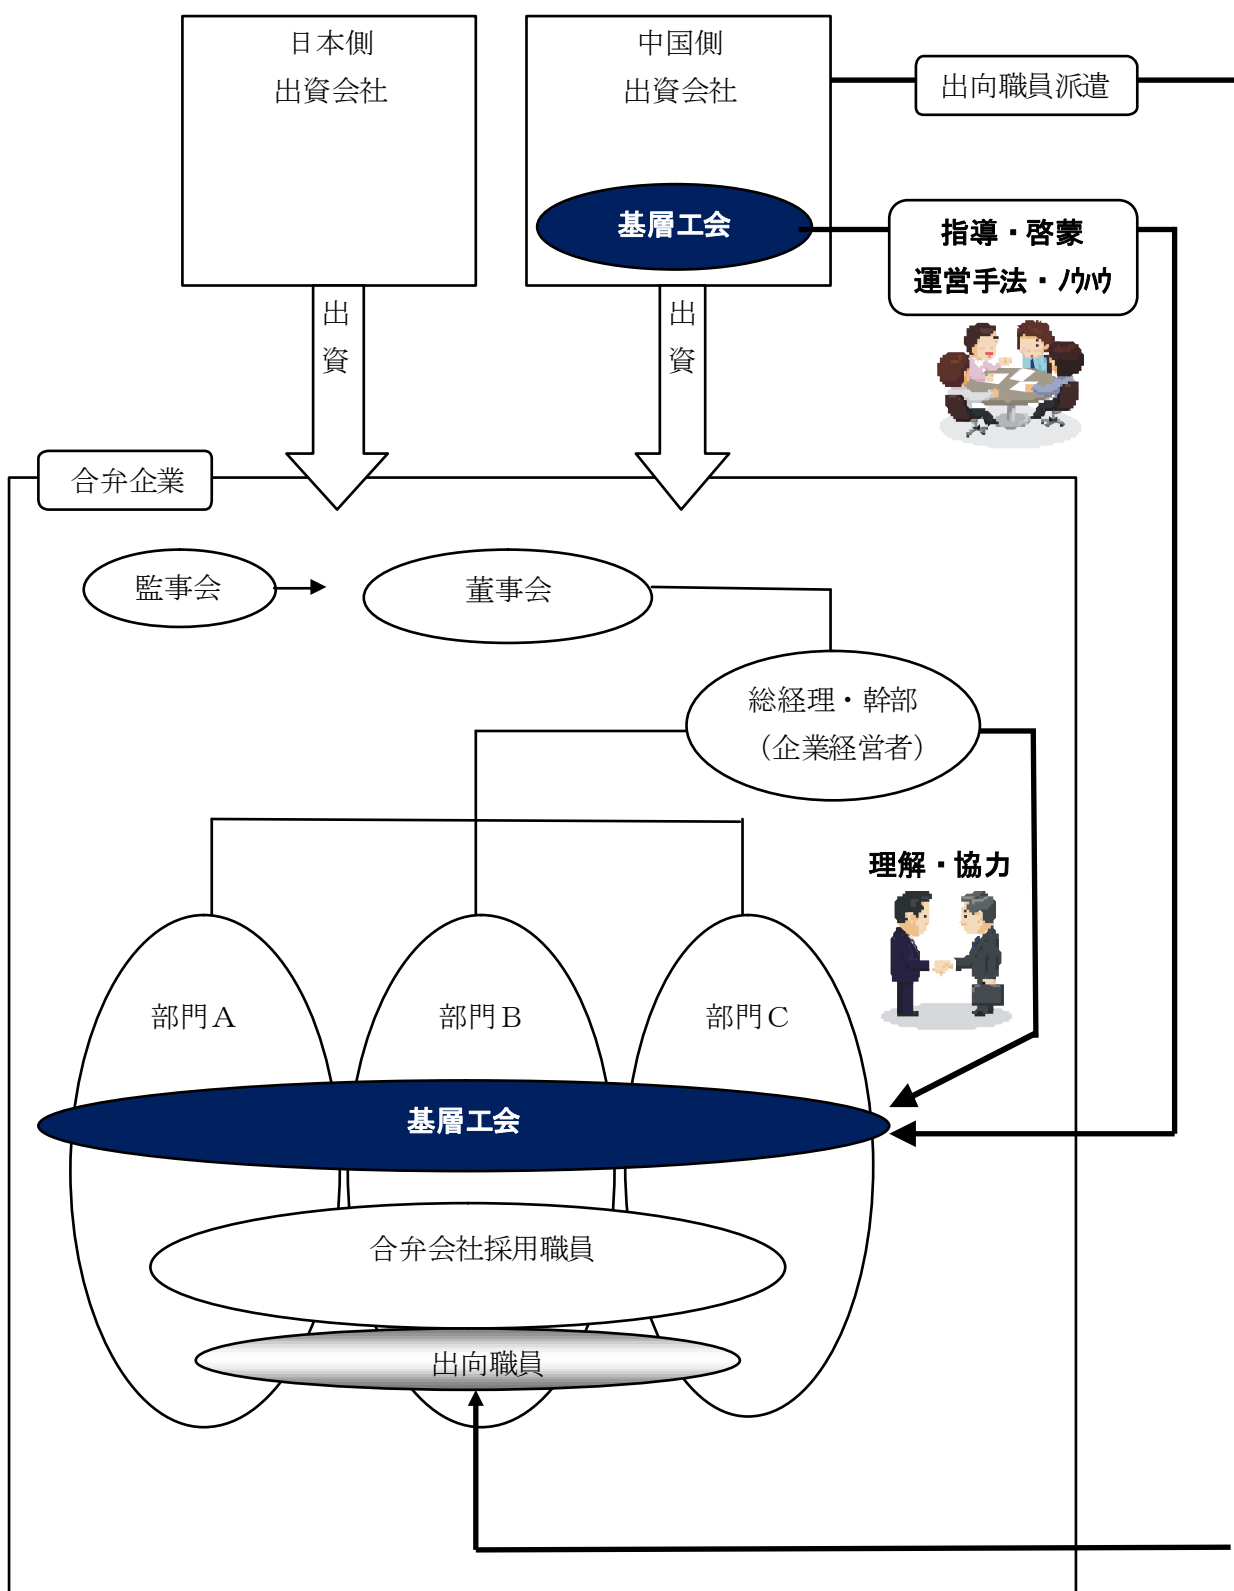 日本側
出資会社
中国側
出資会社
出向職員派遣
基層工会
指導・啓蒙
運営手法・ﾉｳﾊｳ
出
資
出
資
合弁企業
監事会
董事会
総経理・幹部
（企業経営者）
理解・協力
部門Ａ
部門Ｂ
部門Ｃ
基層工会
合弁会社採用職員
出向職員